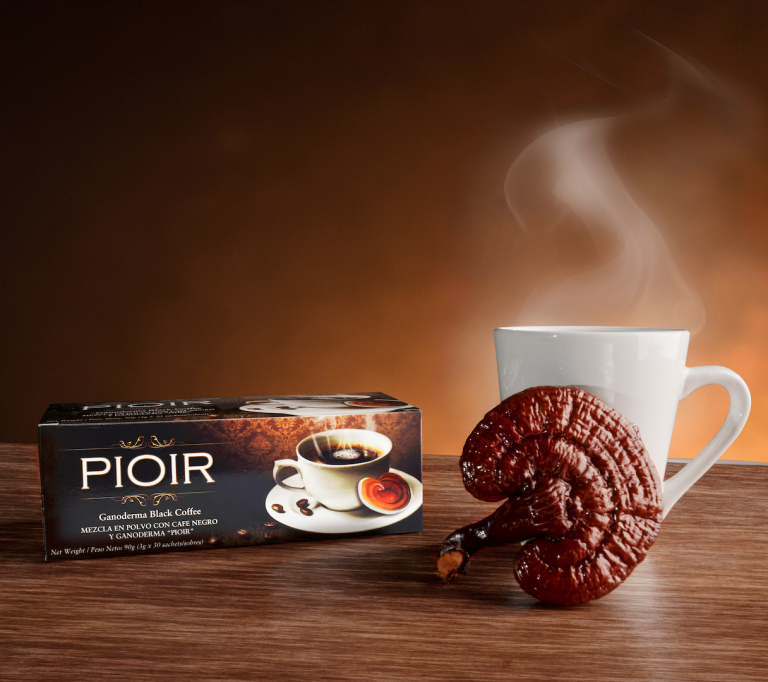 PIOIR
PIOIR
Ganoderma Black Coffee
MEZCLA EN POLVO CON CAFE NEGRO
Y GANODERMA "PIOIR"
Net Weight / Peso Neto: 90g (3g x 30 sachets/sobres)